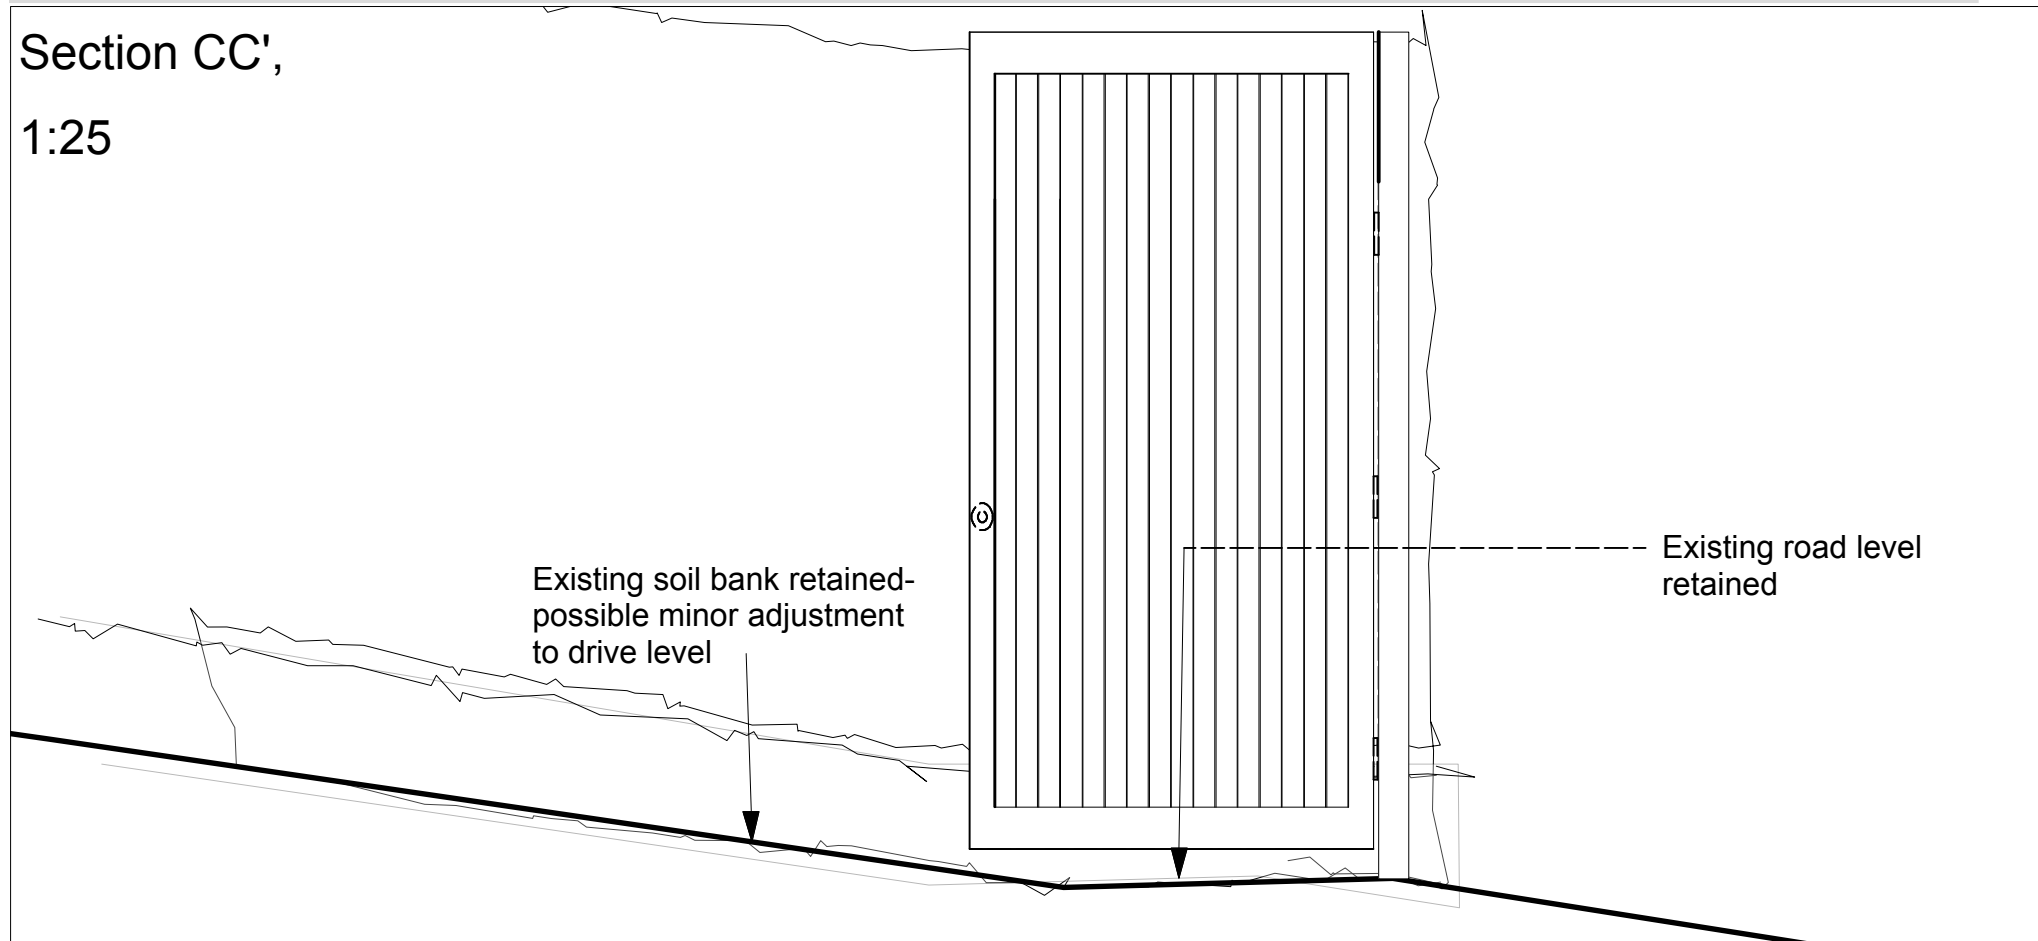 Section CC',
1:25
Existing soil bank retained-
possible minor adjustment
to drive level
Existing road level
retained